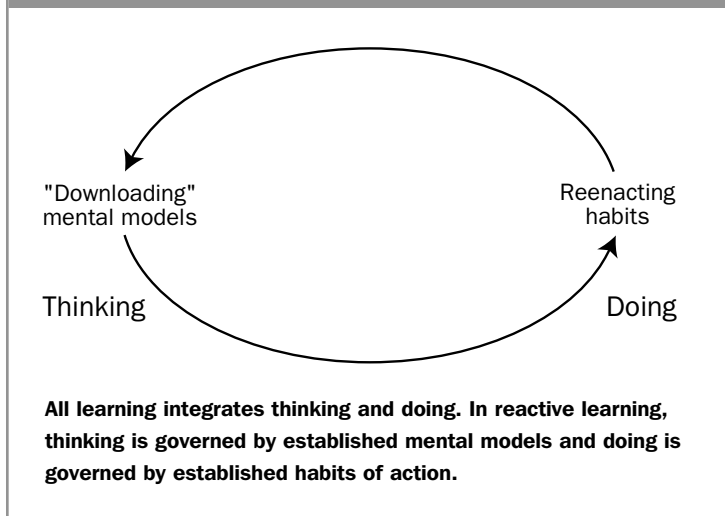 "Downloading"
mental models
Reenacting
habits
Thinking
Doing
All learning integrates thinking and doing. In reactive learning,
thinking is governed by established mental models and doing is
governed by established habits of action.